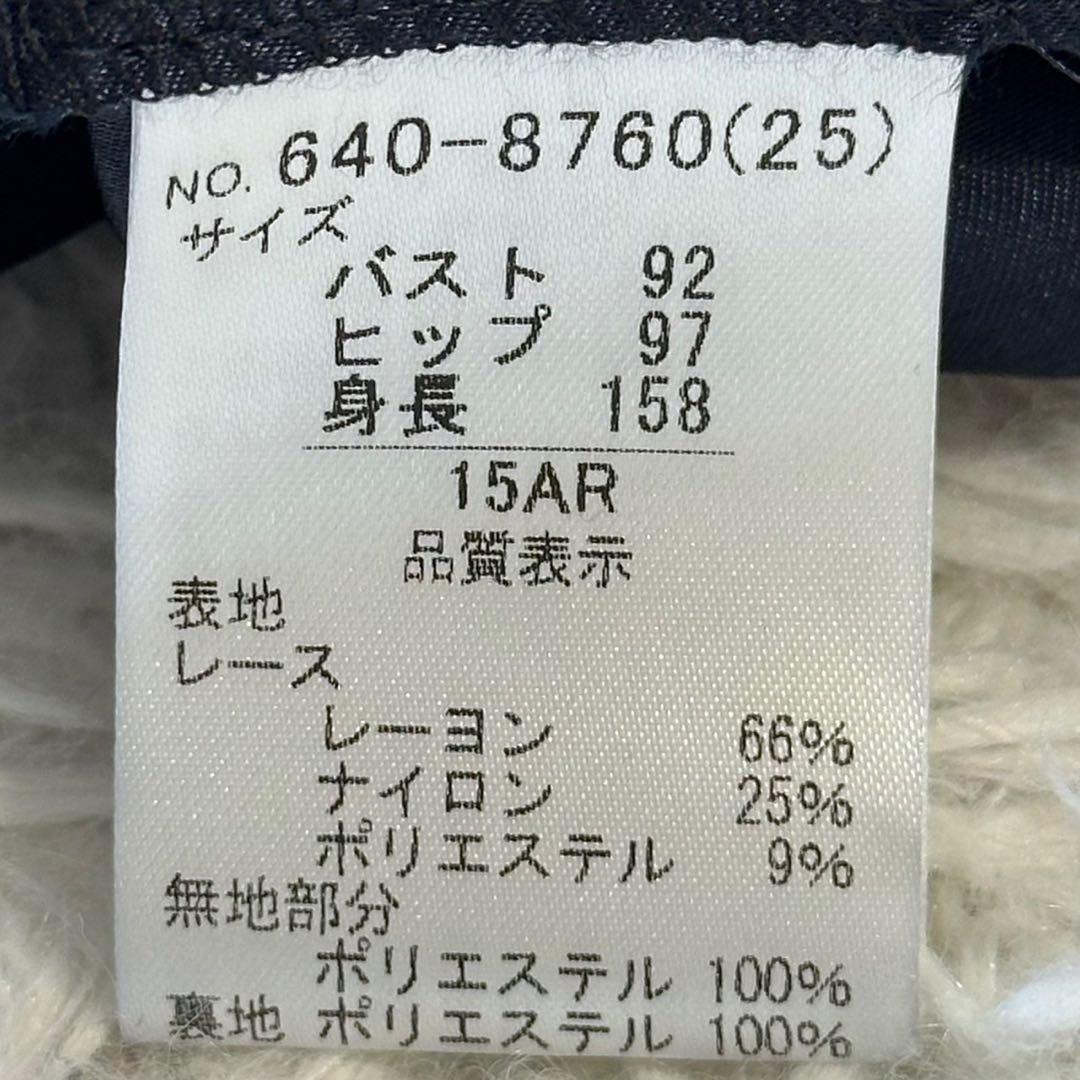 NO. 640-8760(25)
サイズ
バスト 92
ヒップ 97
身長 158
15AR
品質表示
表地
レース
レーヨン 66%
ナイロン 25%
ポリエステル 9%
無地部分
ポリエステル 100%
裏地 ポリエステル 100%